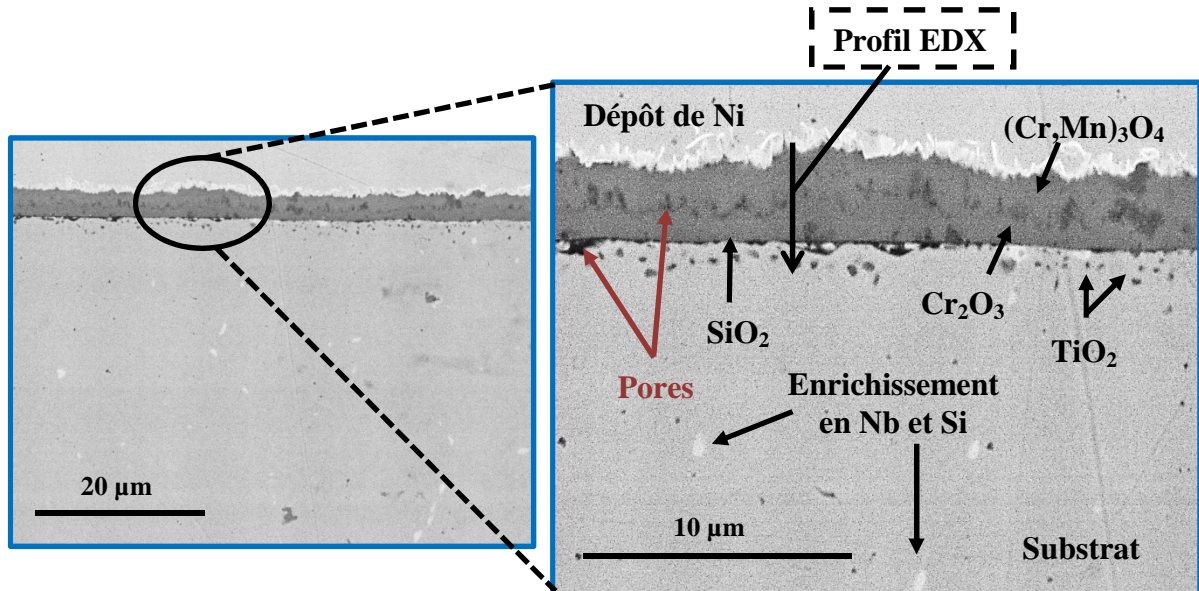 Profil EDX
Dépôt de Ni
(Cr,Mn)₃O₄
SiO₂
Cr₂O₃
TiO₂
Pores
Enrichissement
en Nb et Si
20 µm
10 µm
Substrat